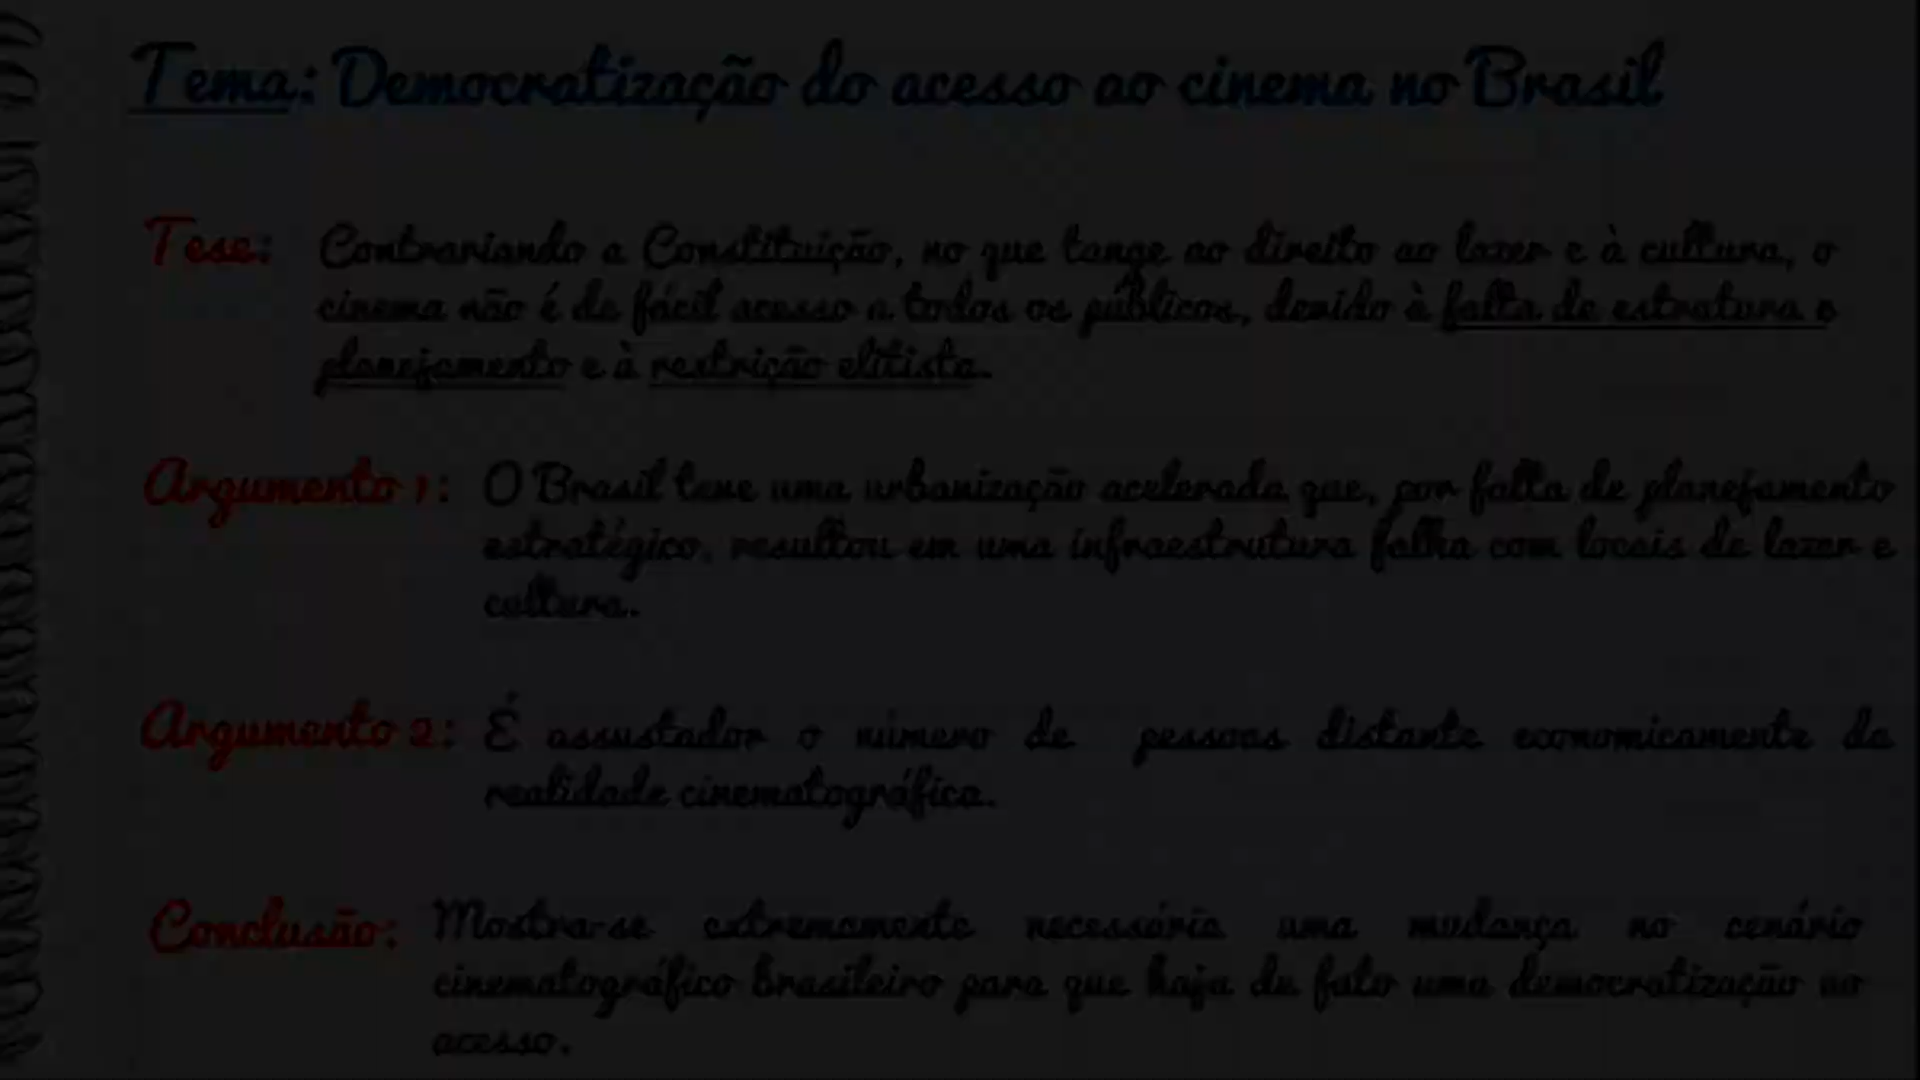 Tema: Democratização do acesso ao cinema no Brasil
Tese: Contrariando a Constituição, no que tange ao direito ao lazer e à cultura, o
cinema não é de fácil acesso a todos os públicos, devido à falta de estrutura e
planejamento e à restrição elitista.
Argumento 1: O Brasil teve uma urbanização acelerada que, por falta de planejamento
estratégico, resultou em uma infraestrutura falha com locais de lazer e
cultura.
Argumento 2: É assustador o número de pessoas distante economicamente da
realidade cinematográfica.
Conclusão: Mostra-se extremamente necessária uma mudança no cenário
cinematográfico brasileiro para que haja de fato uma democratização ao
acesso.